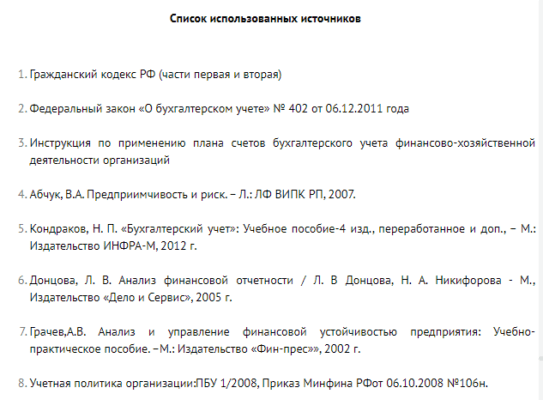 Список использованных источников
1. Гражданский кодекс РФ (части первая и вторая)
2. Федеральный закон «О бухгалтерском учете» № 402 от 06.12.2011 года
3. Инструкция по применению плана счетов бухгалтерского учета финансово-хозяйственной
деятельности организаций
4. Абчук, В.А. Предприимчивость и риск. – Л.: ЛФ ВИПК РП, 2007.
5. Кондраков, Н. П. «Бухгалтерский учет»: Учебное пособие-4 изд., переработанное и доп., – М.:
Издательство ИНФРА-М, 2012 г.
6. Донцова, Л. В. Анализ финансовой отчетности / Л. В Донцова, Н. А. Никифорова - М.,
Издательство «Дело и Сервис», 2005 г.
7. Грачев,А.В. Анализ и управление финансовой устойчивостью предприятия: Учебно-
практическое пособие. –М.: Издательство «Фин-прес»», 2002 г.
8. Учетная политика организации:ПБУ 1/2008, Приказ Минфина РФот 06.10.2008 №106н.